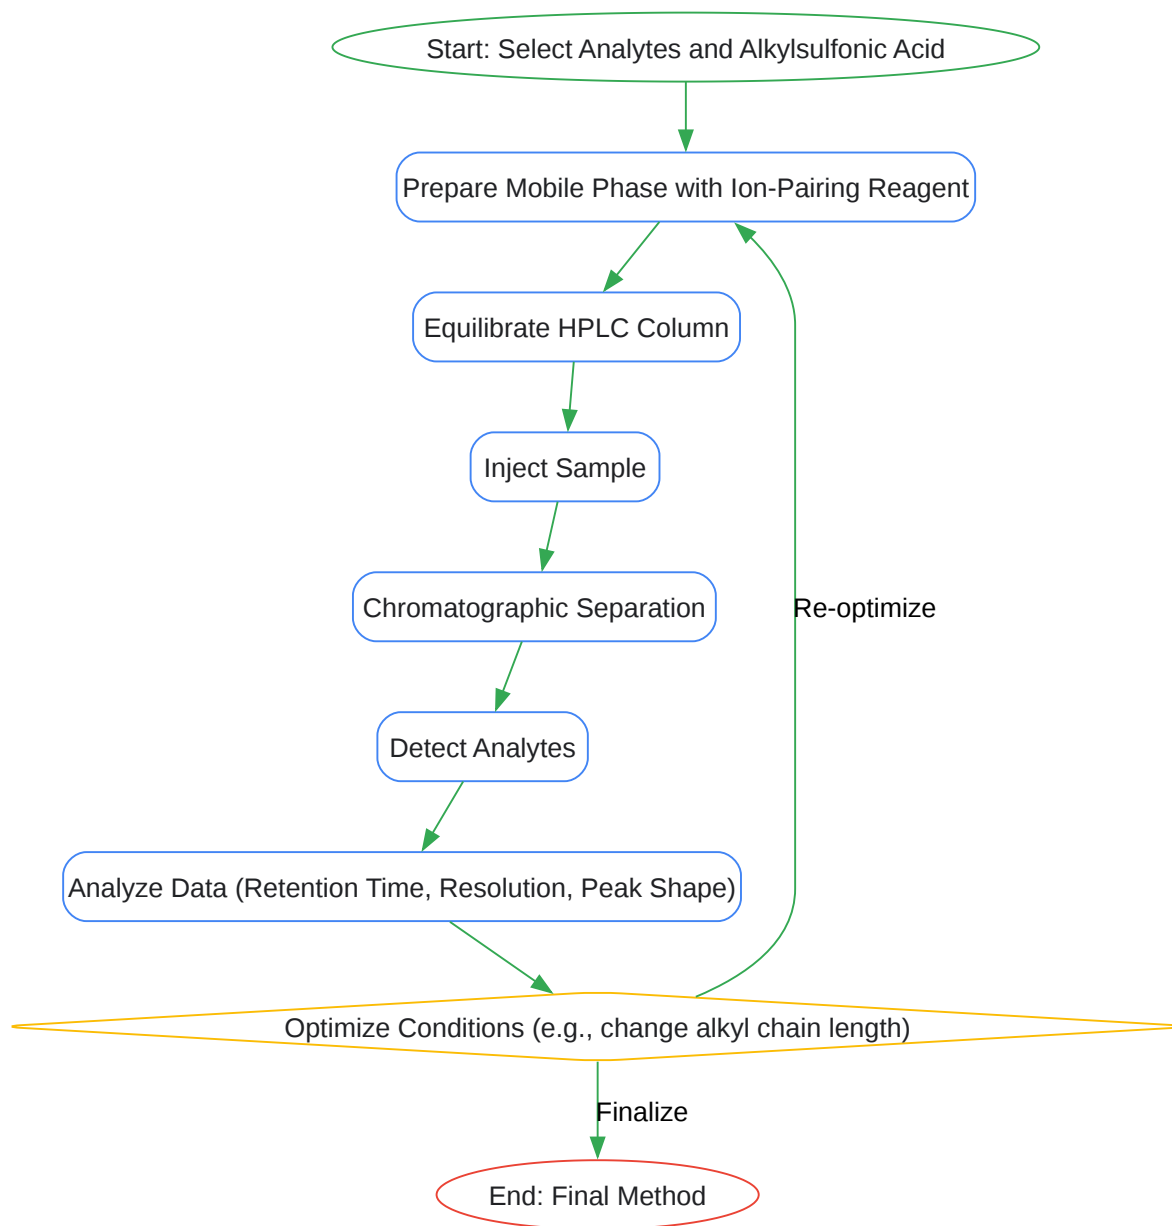 Start: Select Analytes and Alkylsulfonic Acid
Prepare Mobile Phase with Ion-Pairing Reagent
Equilibrate HPLC Column
Inject Sample
Chromatographic Separation
Re-optimize
Detect Analytes
Analyze Data (Retention Time, Resolution, Peak Shape)
Optimize Conditions (e.g., change alkyl chain length)
Finalize
End: Final Method